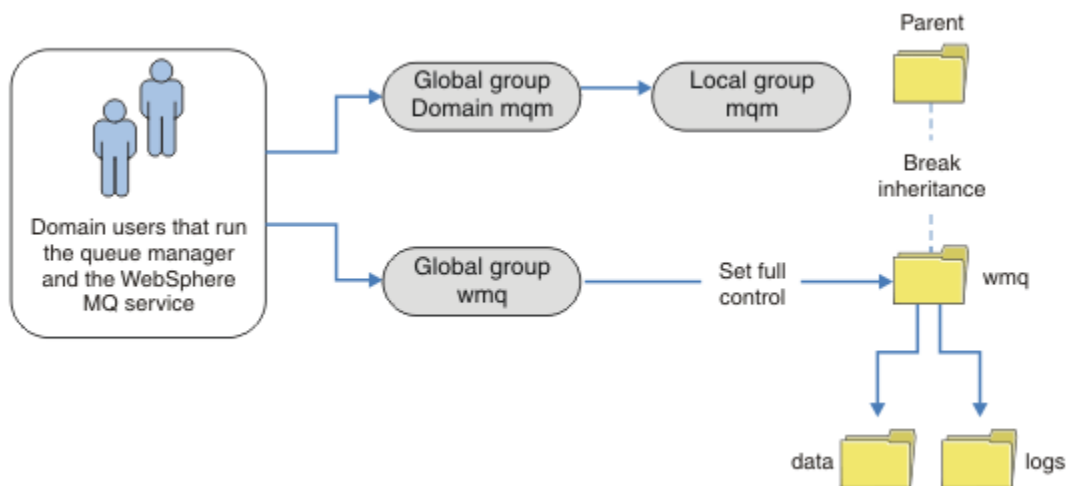 Parent
Global group
Domain mqm
Local group
mqm
Break
inheritance
Domain users that run
the queue manager
and the WebSphere
MQ service
Global group
wmq
Set full
control
wmq
data
logs